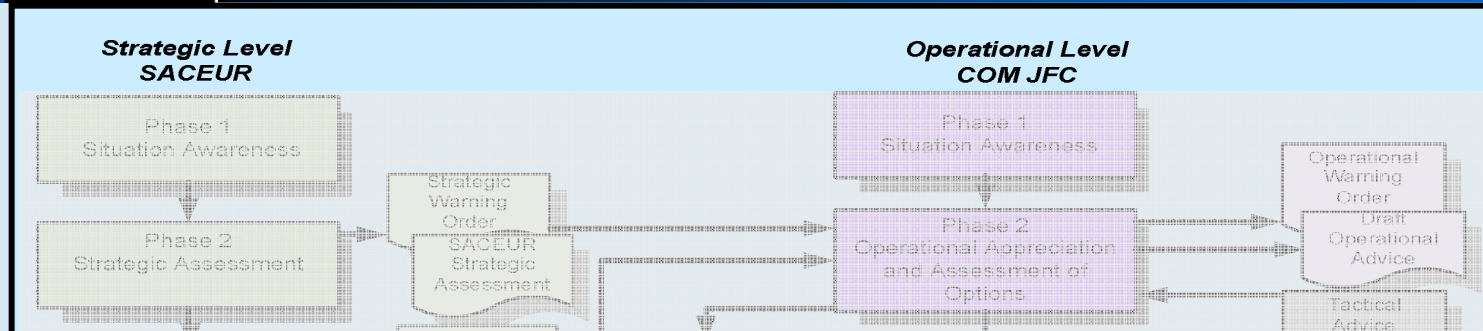 Strategic Level
SACEUR
Operational Level
COM JFC
Phase 1
Situation Awareness
Phase 1
Situation Awareness
Strategic
Warning
Order
Operational
Warning
Order
Phase 2
Strategic Assessment
SACEUR
Strategic
Assessment
Phase 2
Operational Appreciation
and Assessment of
Options
Draft
Operational
Advice
Tactical
Advice